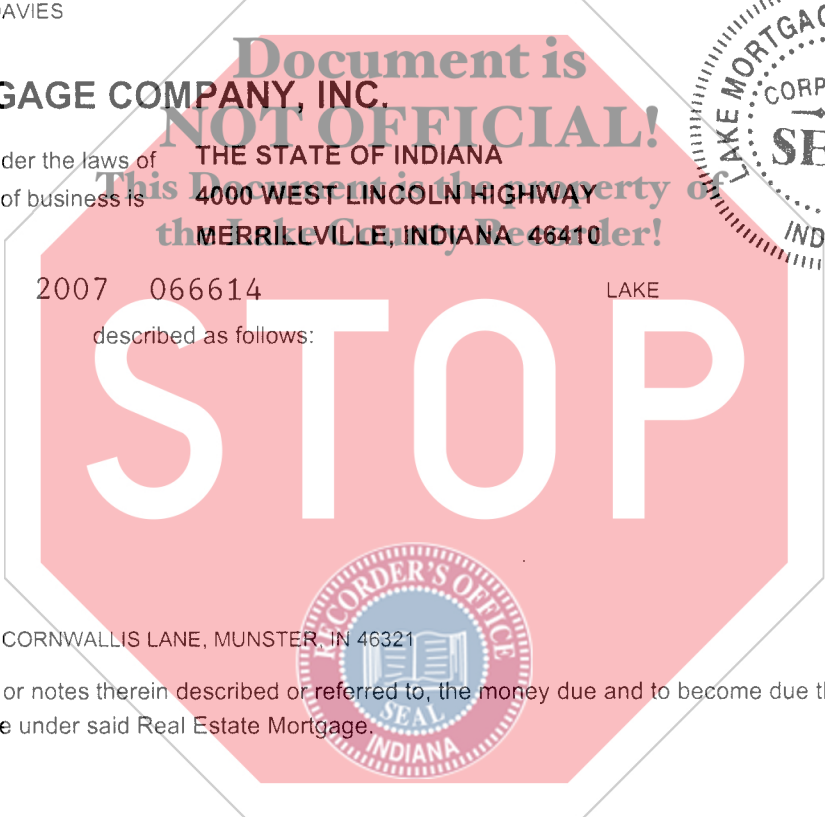 DAVIES
Document is
GAGE COMPANY, INC.
NOT OFFICIAL!
der the laws of THE STATE OF INDIANA
This Document is the property of
of business is 4000 WEST LINCOLN HIGHWAY
the Lake County Recorder!
MERRILLVILLE, INDIANA 46410
LAKE MORTGAG
CORP
SE
IND
2007 066614 LAKE
described as follows:
STOP
RECORDER'S OFFICE
CORNWALLIS LANE, MUNSTER, IN 46321
or notes therein described or referred to, the money due and to become due th
SEAL
e under said Real Estate Mortgage.
INDIANA